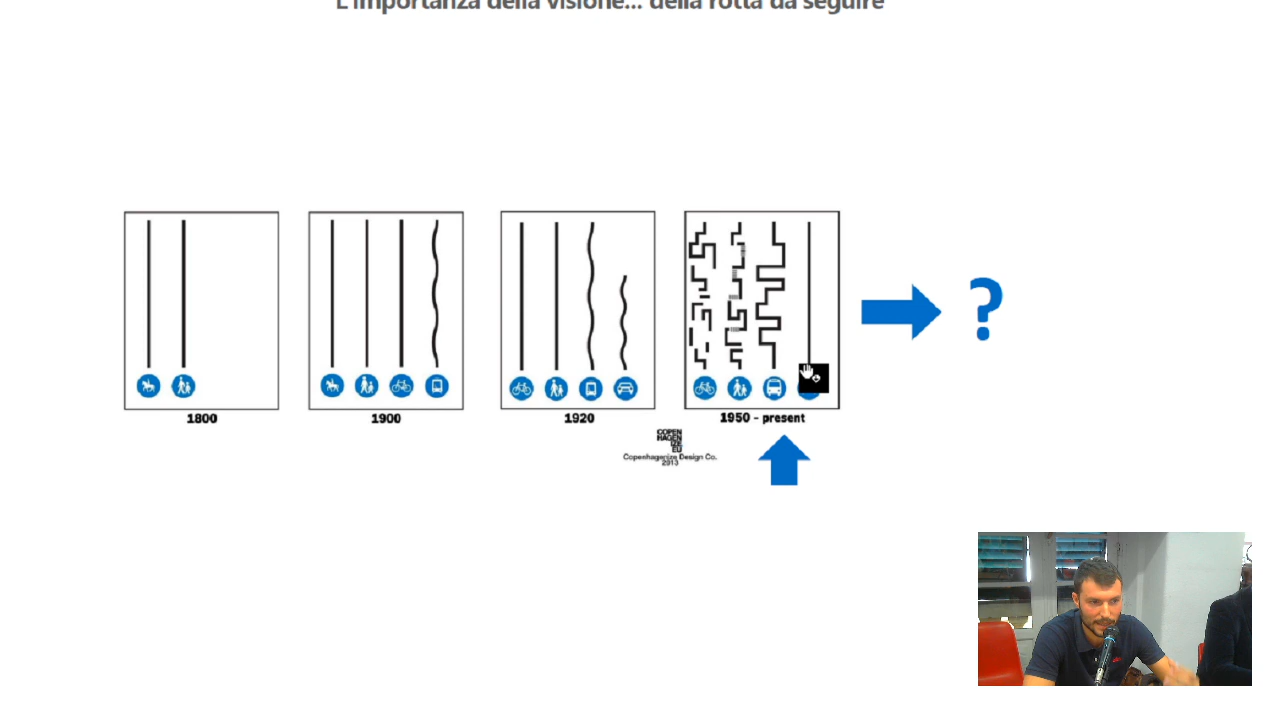 L'importanza della visione... della rotta da seguire
?
1800
1900
1920
1950 - present
COPEN
HAGEN
IZE
EU
Copenhagenize Design Co.
2013